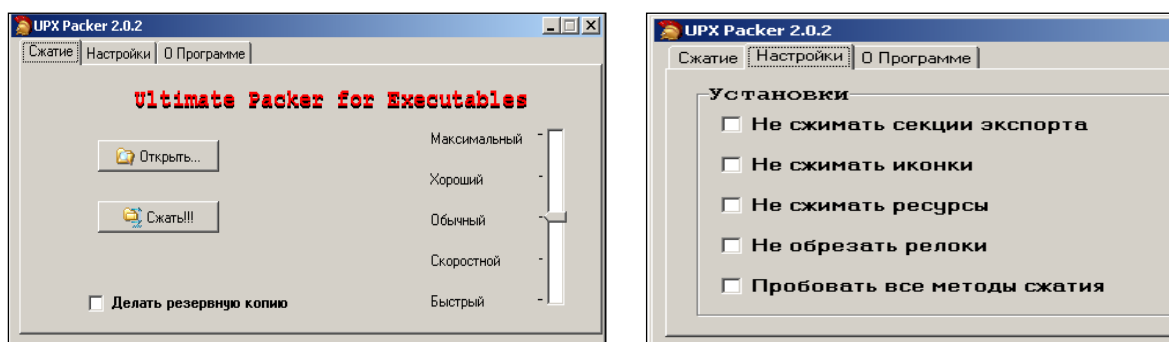 UPX Packer 2.0.2
Сжатие Настройки О Программе
Ultimate Packer for Executables
Открыть...
Сжать!!!
Делать резервную копию
Максимальный
Хороший
Обычный
Скоростной
Быстрый
UPX Packer 2.0.2
Сжатие Настройки О Программе
Установки
Не сжимать секции экспорта
Не сжимать иконки
Не сжимать ресурсы
Не обрезать релоки
Пробовать все методы сжатия